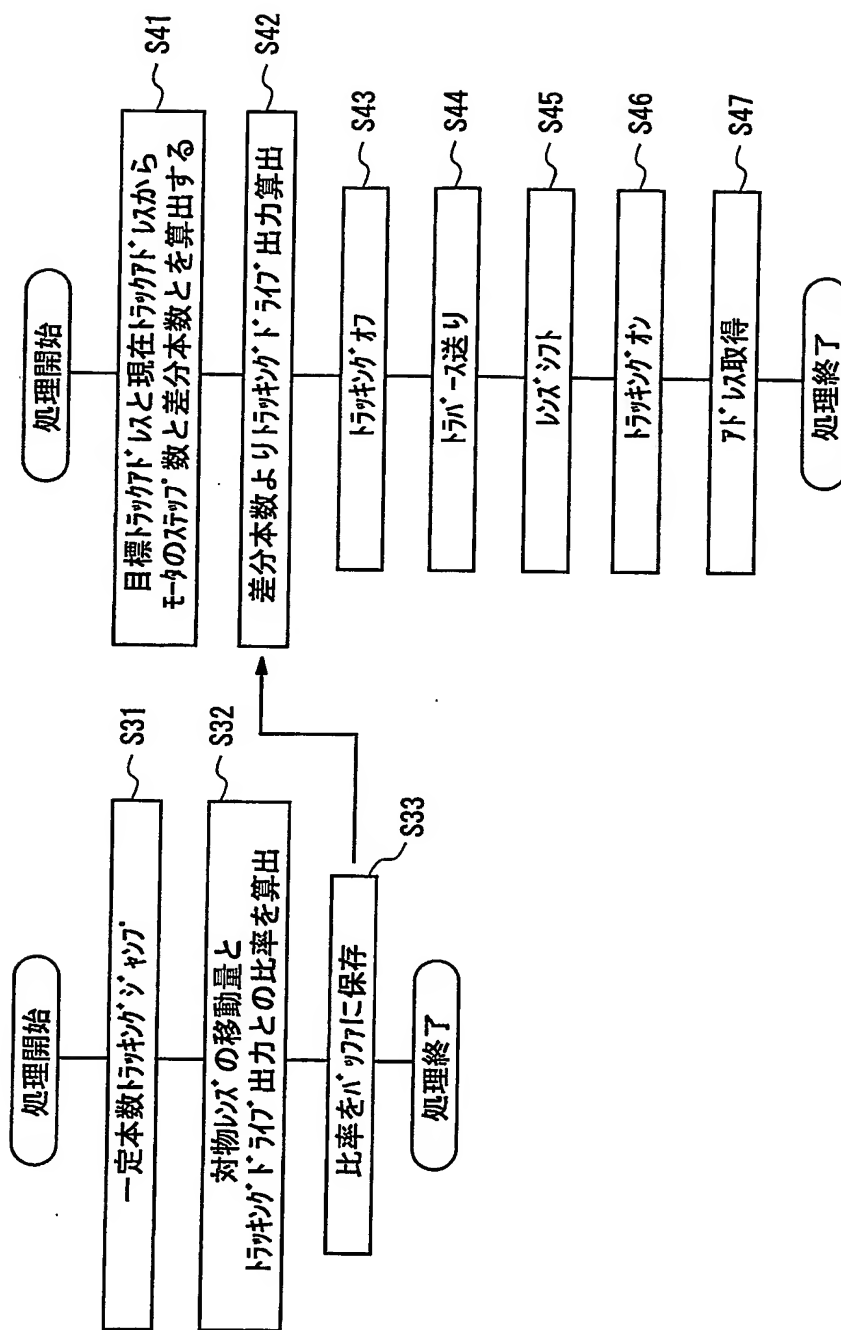 処理開始
一定本数トラッキングジャンプ
S31
対物レンズの移動量と
トラッキングドライブ出力との比率を算出
S32
比率をバッファに保存
S33
処理終了
処理開始
目標トラックアドレスと現在トラックアドレスから
モータのステップ数と差分本数とを算出する
S41
差分本数よりトラッキングドライブ出力算出
S42
トラッキングオフ
S43
トラバース送り
S44
レンズシフト
S45
トラッキングオン
S46
アドレス取得
S47
処理終了